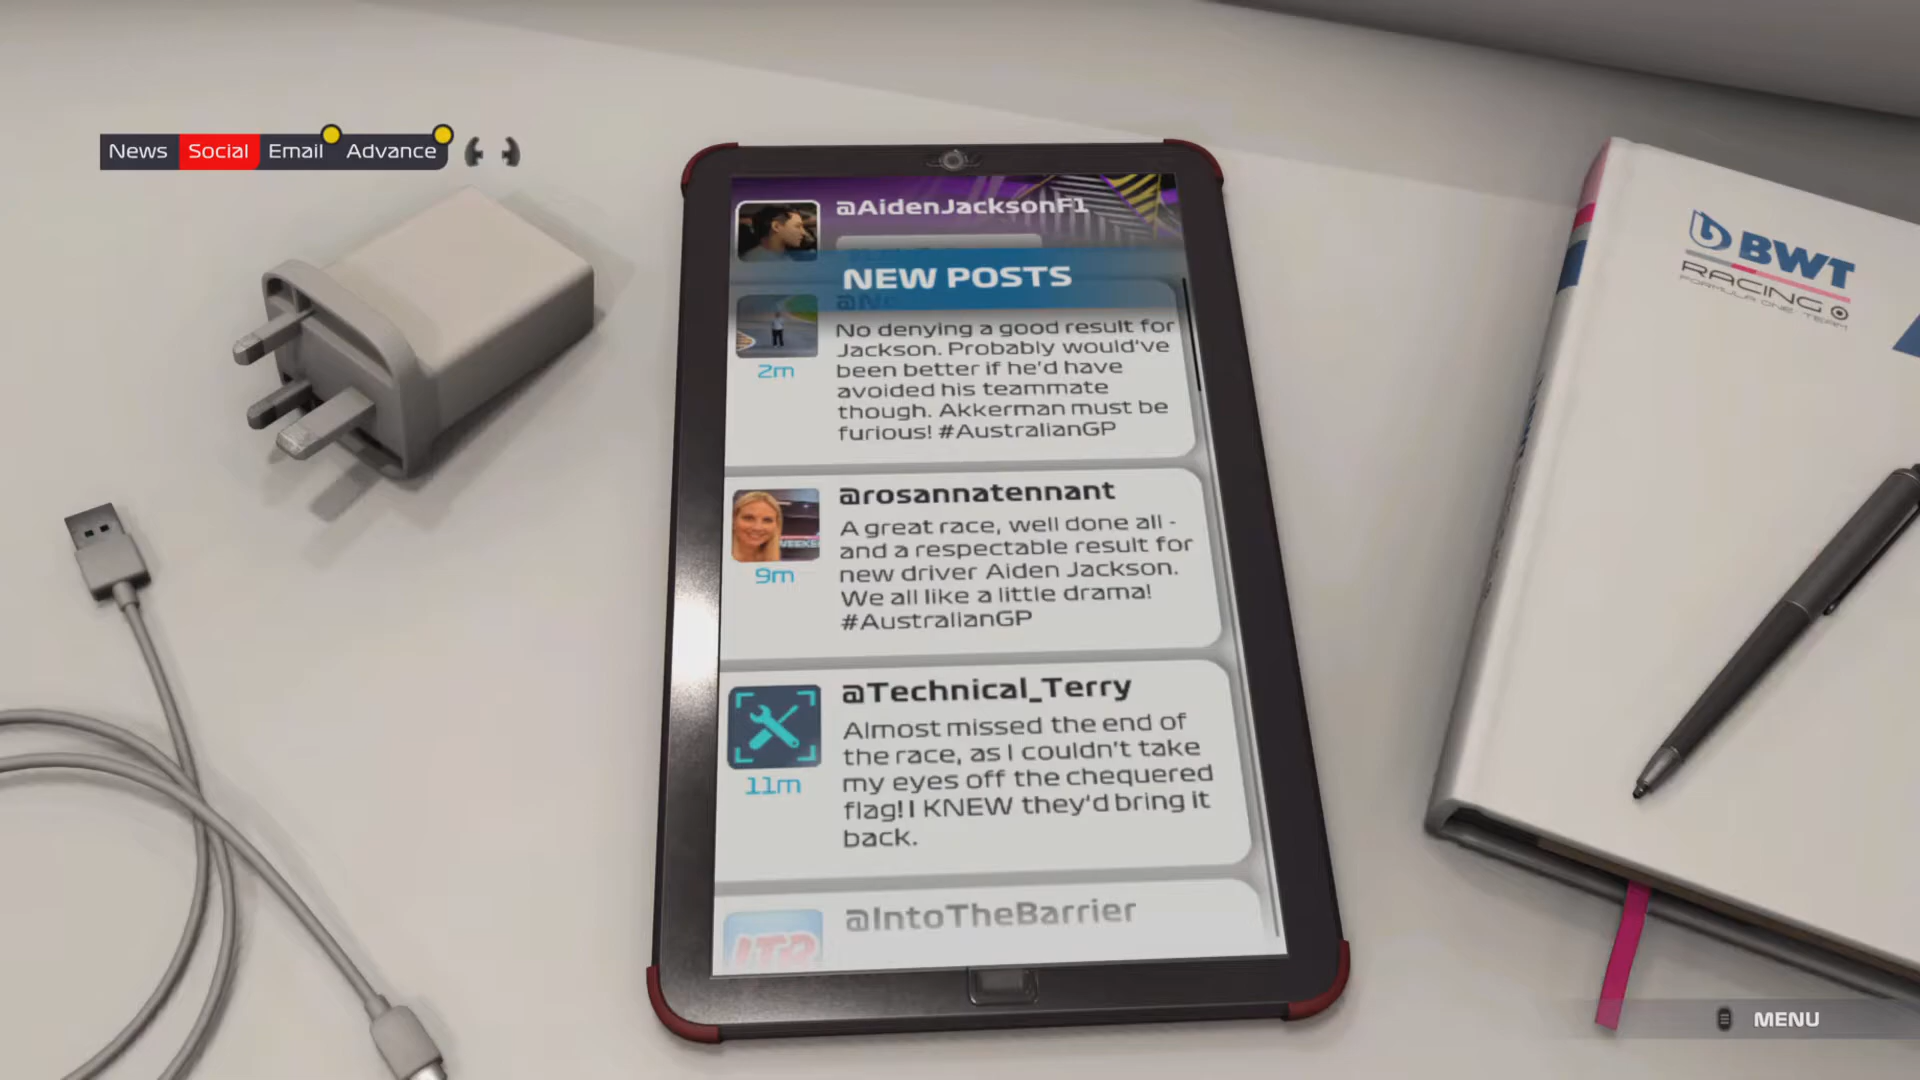 News Social Email Advance
@AidenJacksonF1
NEW POSTS
No denying a good result for
Jackson. Probably would've
been better if he'd have
avoided his teammate
though. Akkerman must be
furious! #AustralianGP
2m
@rosannatennant
A great race, well done all -
and a respectable result for
new driver Aiden Jackson.
We all like a little drama!
#AustralianGP
9m
@Technical_Terry
Almost missed the end of
the race, as I couldn't take
my eyes off the chequered
flag! I KNEW they'd bring it
back.
11m
@IntoTheBarrier
BWT
RACING
FORMULA ONE TEAM
MENU